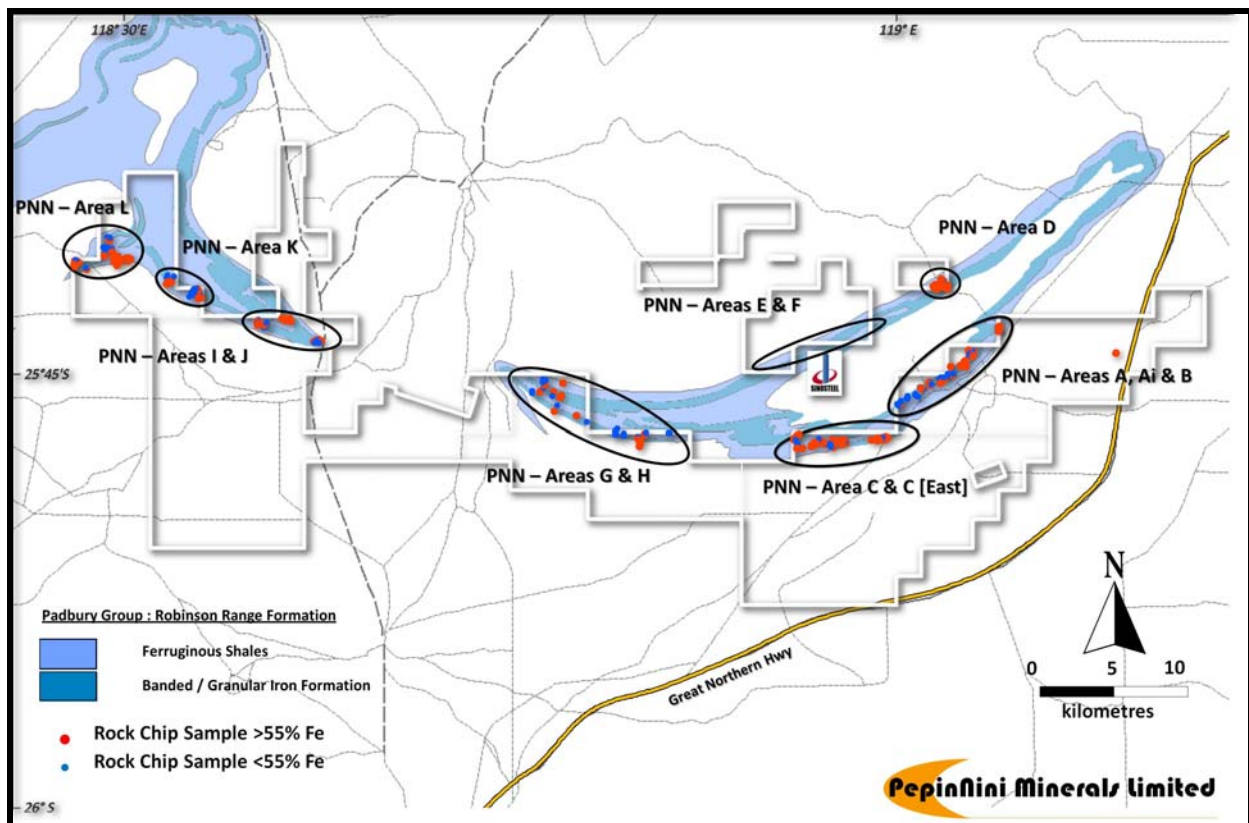 118° 30'E
119° E
PNN – Area L
PNN – Area K
PNN – Area D
PNN – Areas E & F
PNN – Areas I & J
25°45'S
SINOSTEEL
PNN – Areas A, Ai & B
PNN – Areas G & H
PNN – Area C & C [East]
N
Padbury Group : Robinson Range Formation
Ferruginous Shales
Banded / Granular Iron Formation
Rock Chip Sample >55% Fe
Rock Chip Sample <55% Fe
Great Northern Hwy
0 5 10
kilometres
26° S
PepinNini Minerals Limited